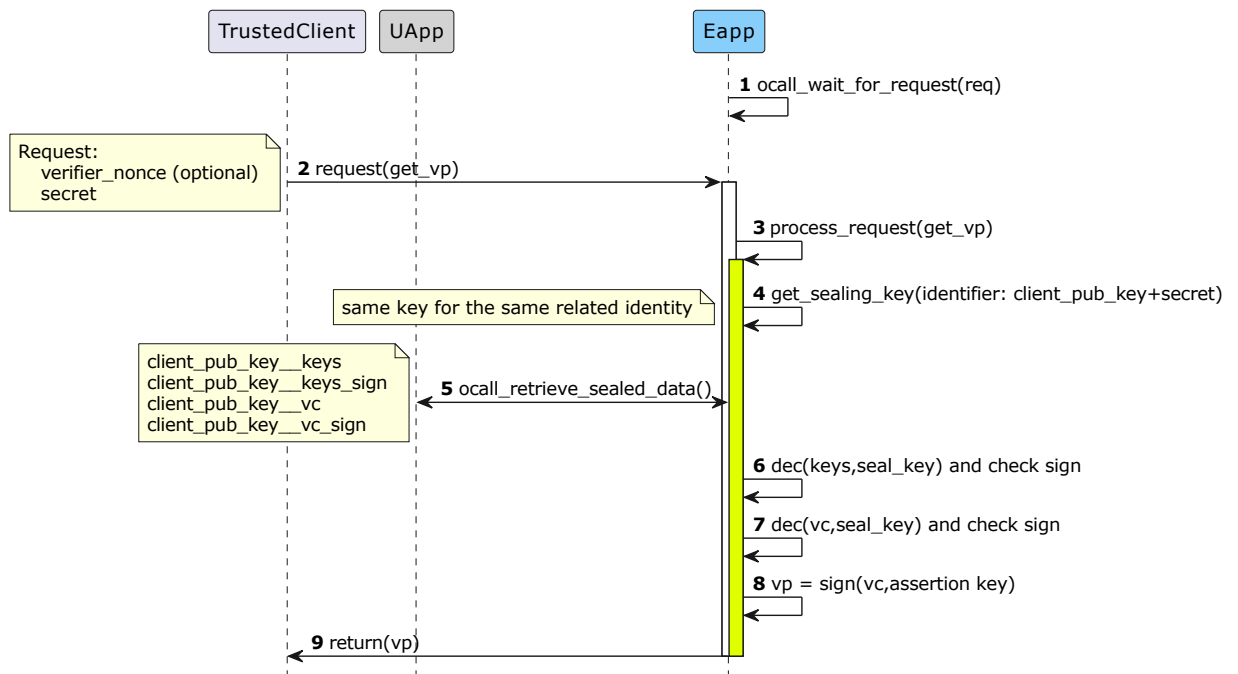 TrustedClient
UApp
Eapp
1 ocall_wait_for_request(req)
Request:
verifier_nonce (optional)
secret
2 request(get_vp)
3 process_request(get_vp)
same key for the same related identity
4 get_sealing_key(identifier: client_pub_key+secret)
client_pub_key__keys
client_pub_key__keys_sign
client_pub_key__vc
client_pub_key__vc_sign
5 ocall_retrieve_sealed_data()
6 dec(keys,seal_key) and check sign
7 dec(vc,seal_key) and check sign
8 vp = sign(vc,assertion key)
9 return(vp)